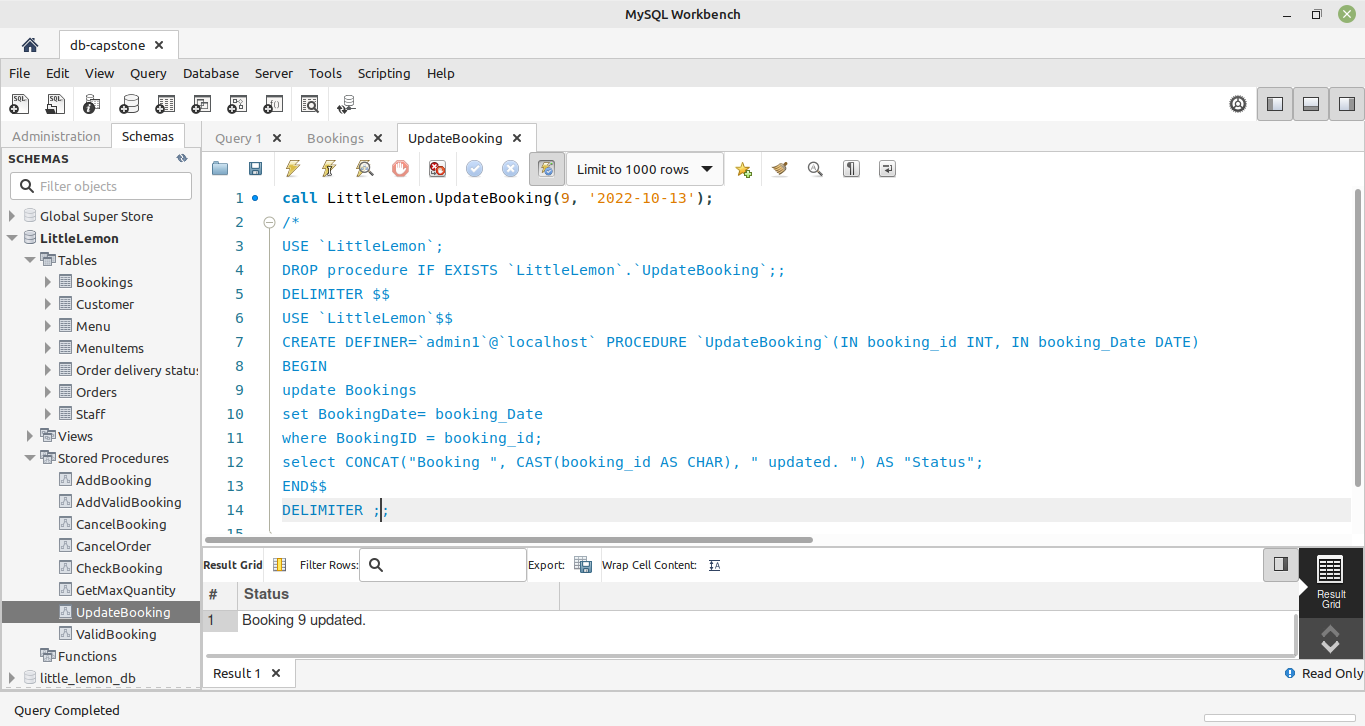 MySQL Workbench
db-capstone
File Edit View Query Database Server Tools Scripting Help
Administration Schemas
Query 1 Bookings UpdateBooking
SCHEMAS
Filter objects
Global Super Store
LittleLemon
Tables
Bookings
Customer
Menu
MenuItems
Order delivery statu
Orders
Staff
Views
Stored Procedures
AddBooking
AddValidBooking
CancelBooking
CancelOrder
CheckBooking
GetMaxQuantity
UpdateBooking
ValidBooking
Functions
little_lemon_db
Limit to 1000 rows
1 call LittleLemon.UpdateBooking(9, '2022-10-13');
2 /*
3 USE `LittleLemon`;
4 DROP procedure IF EXISTS `LittleLemon`.`UpdateBooking`;;
5 DELIMITER $$
6 USE `LittleLemon`$$
7 CREATE DEFINER=`admin1`@`localhost` PROCEDURE `UpdateBooking`(IN booking_id INT, IN booking_Date DATE)
8 BEGIN
9 update Bookings
10 set BookingDate= booking_Date
11 where BookingID = booking_id;
12 select CONCAT("Booking ", CAST(booking_id AS CHAR), " updated. ") AS "Status";
13 END$$
14 DELIMITER ;;
15
Result Grid Filter Rows: Export: Wrap Cell Content:
# Status
1 Booking 9 updated.
Result
Grid
Result 1
Read Only
Query Completed